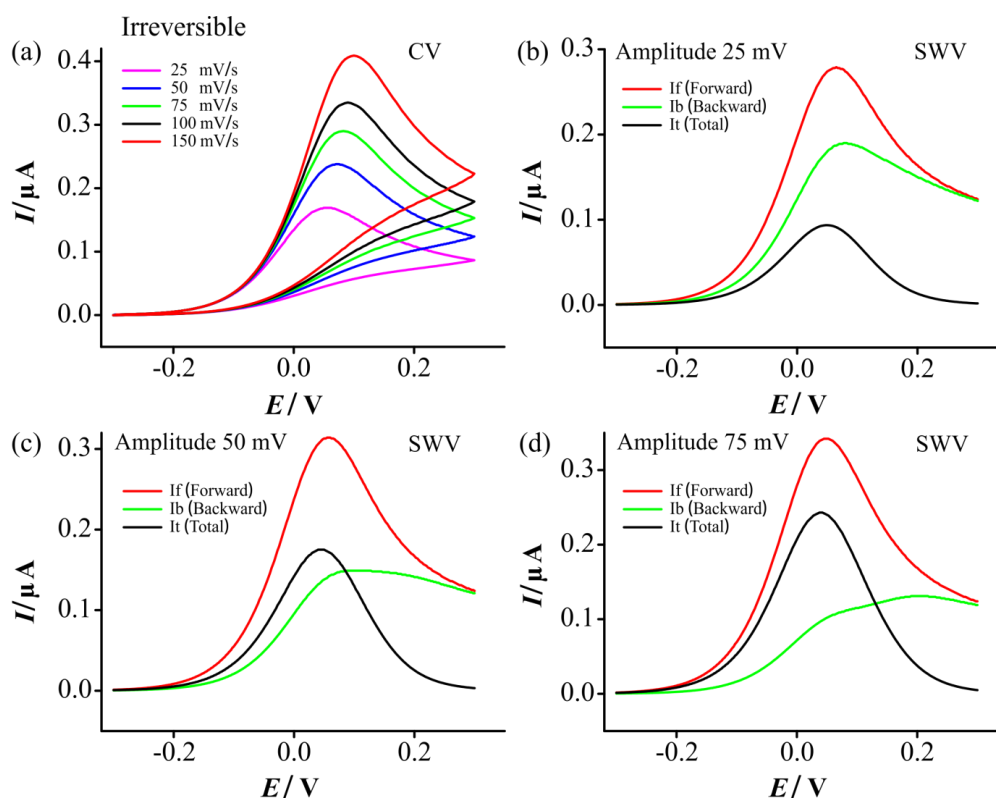 (a)
Irreversible
CV
25 mV/s
50 mV/s
75 mV/s
100 mV/s
150 mV/s
I/µA
0.4
0.3
0.2
0.1
0.0
-0.2
0.0
0.2
E/ V
(b)
Amplitude 25 mV
SWV
If (Forward)
Ib (Backward)
It (Total)
I/µA
0.3
0.2
0.1
0.0
-0.2
0.0
0.2
E/ V
(c)
Amplitude 50 mV
SWV
If (Forward)
Ib (Backward)
It (Total)
I/µA
0.3
0.2
0.1
0.0
-0.2
0.0
0.2
E/ V
(d)
Amplitude 75 mV
SWV
If (Forward)
Ib (Backward)
It (Total)
I/µA
0.3
0.2
0.1
0.0
-0.2
0.0
0.2
E/ V